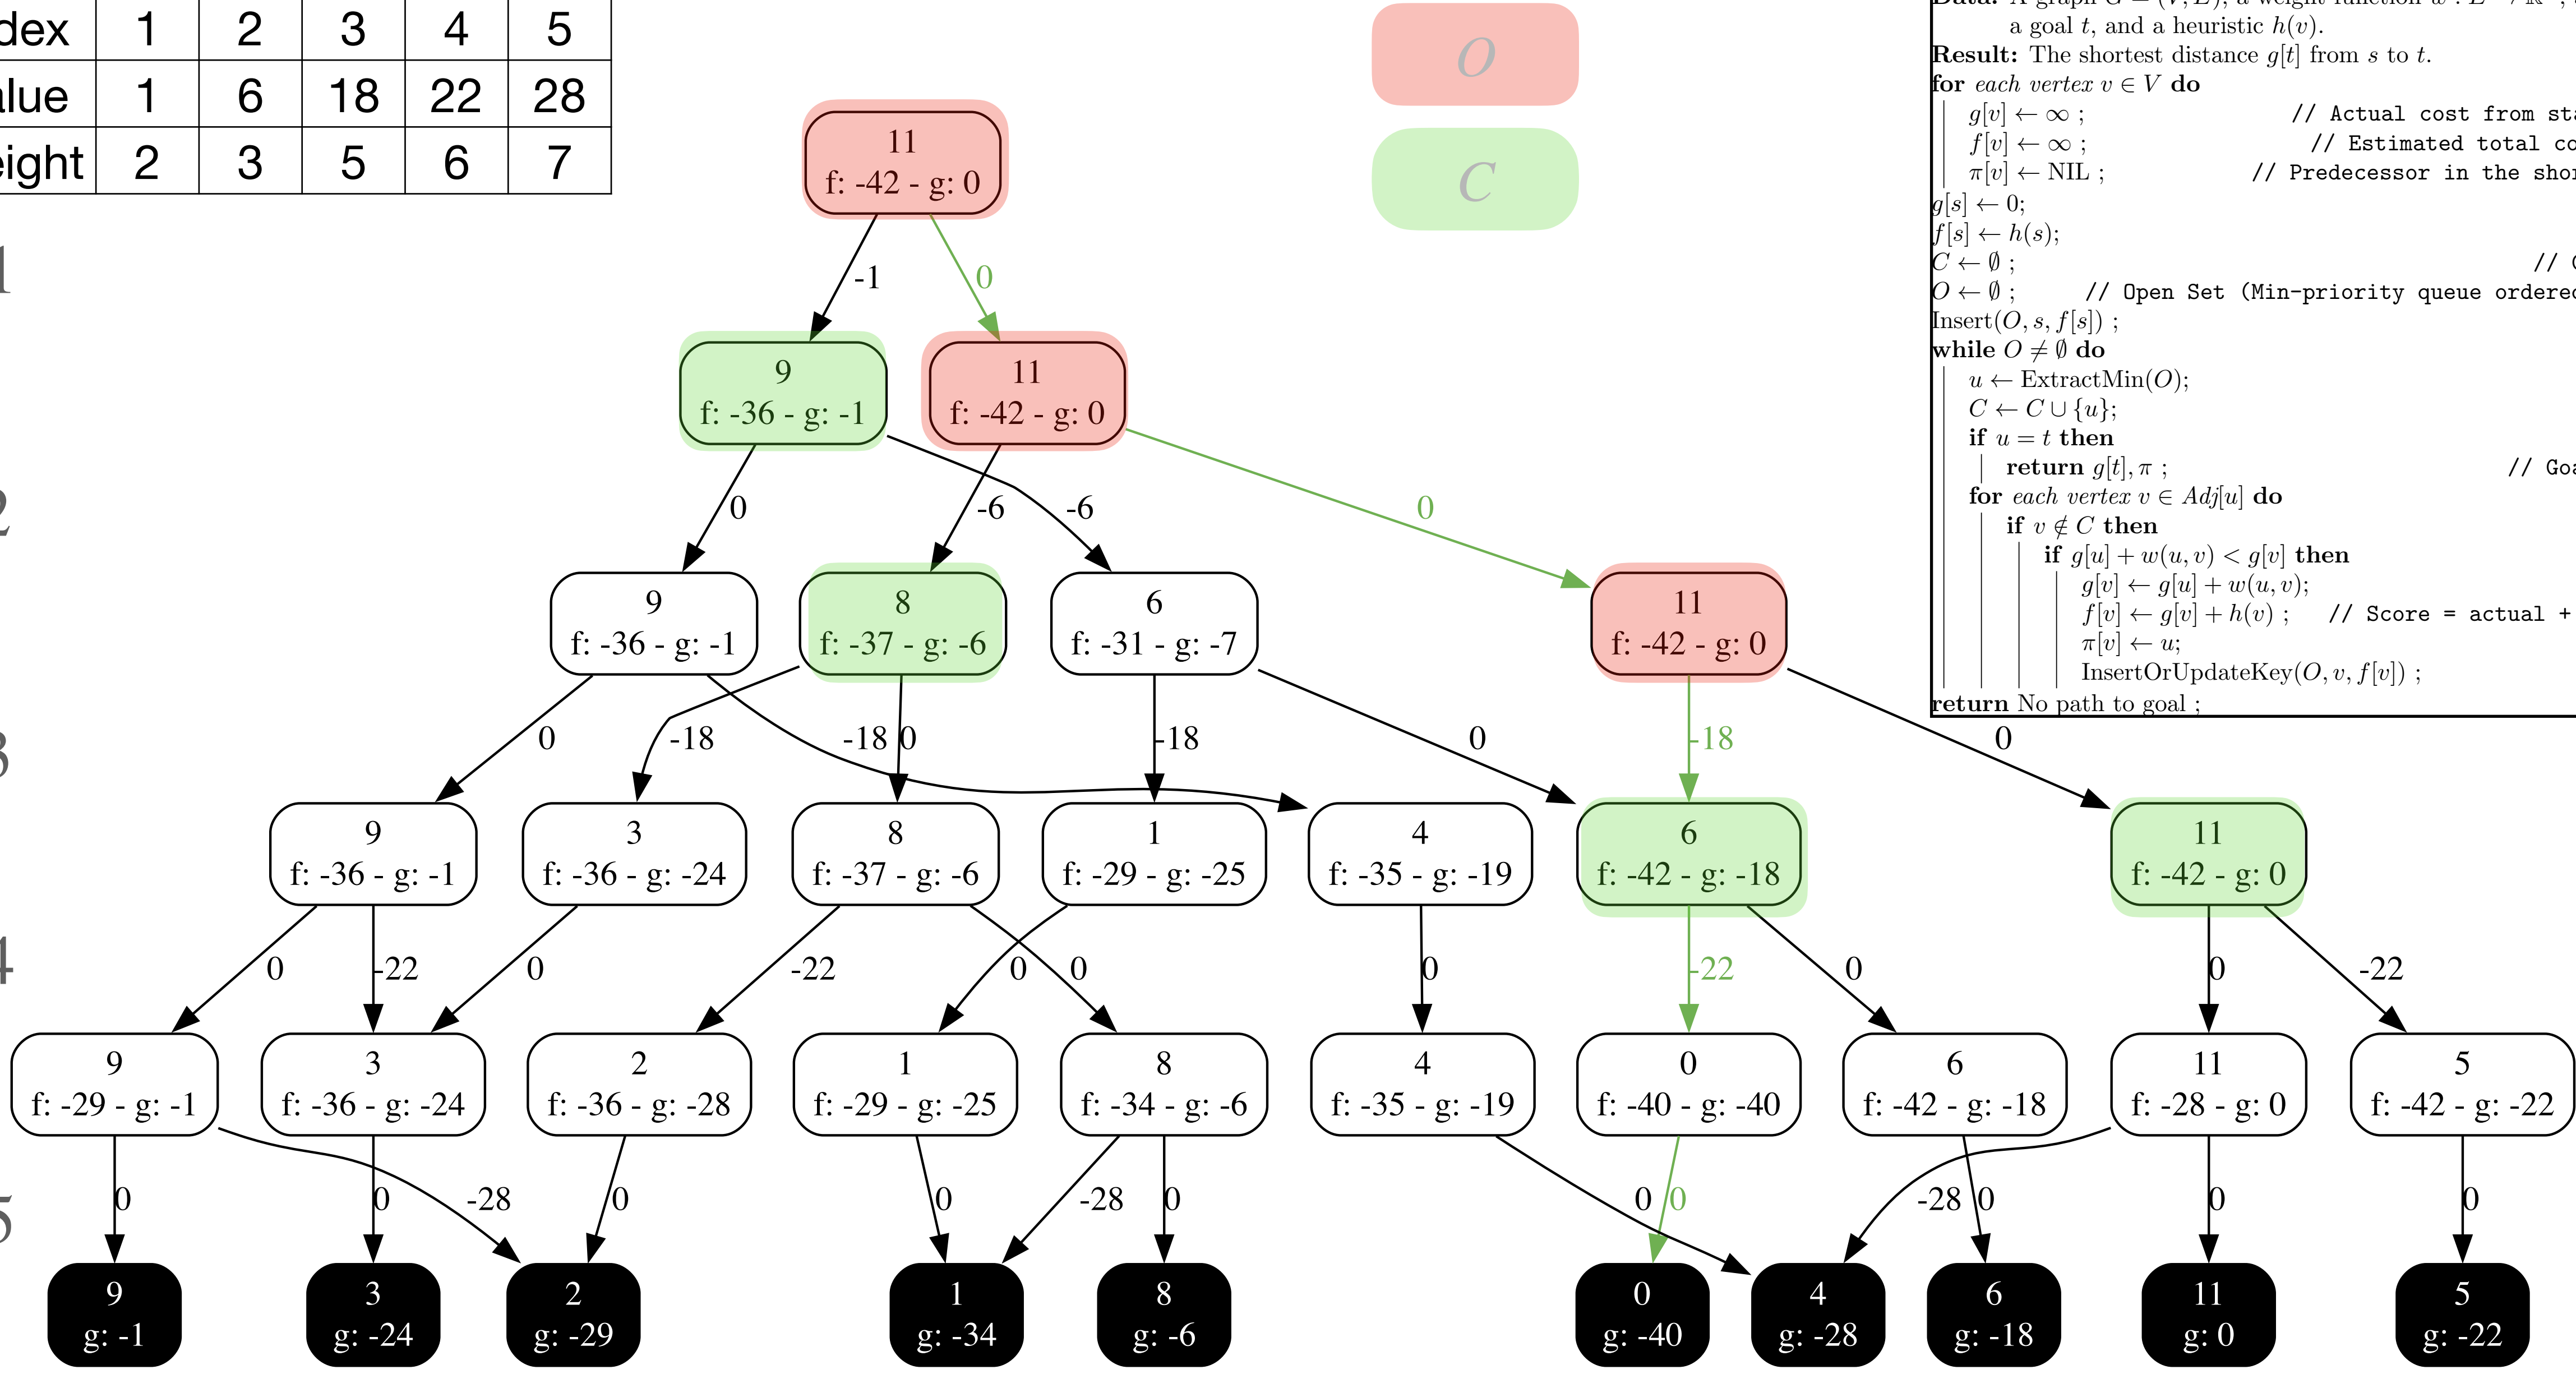 1 2 3 4 5
1 6 18 22 28
2 3 5 6 7
O
C
a goal t, and a heuristic h(v).
Result: The shortest distance g[t] from s to t.
for each vertex v ∈ V do
g[v] ← ∞ ; // Actual cost from
f[v] ← ∞ ; // Estimated total
π[v] ← NIL ; // Predecessor in the
g[s] ← 0;
f[s] ← h(s);
C ← ∅ ; //
O ← ∅ ; // Open Set (Min-priority queue
Insert(O, s, f[s]) ;
while O ≠ ∅ do
u ← ExtractMin(O);
C ← C ∪ {u};
if u = t then
return g[t], π ; //
for each vertex v ∈ Adj[u] do
if v ∉ C then
if g[u] + w(u, v) < g[v] then
g[v] ← g[u] + w(u, v);
f[v] ← g[v] + h(v) ; // Score = actual +
π[v] ← u;
InsertOrUpdateKey(O, v, f[v]) ;
return No path to goal ;
11
f: -42 - g: 0
1
-1 0
9 11
f: -36 - g: -1 f: -42 - g: 0
2
0 -6 -6 0
9 8 6 11
f: -36 - g: -1 f: -37 - g: -6 f: -31 - g: -7 f: -42 - g: 0
3
0 -18 -18 0 -18 0 -18 0
9 3 8 1 4 6 11
f: -36 - g: -1 f: -36 - g: -24 f: -37 - g: -6 f: -29 - g: -25 f: -35 - g: -19 f: -42 - g: -18 f: -42 - g: 0
4
0 -22 0 -22 0 0 0 -22 0 0 -22
9 3 2 1 8 4 0 6 11 5
f: -29 - g: -1 f: -36 - g: -24 f: -36 - g: -28 f: -29 - g: -25 f: -34 - g: -6 f: -35 - g: -19 f: -40 - g: -40 f: -42 - g: -18 f: -28 - g: 0 f: -42 - g: -22
5
0 0 -28 0 0 -28 0 0 0 -28 0 0 0
9 3 2 1 8 0 4 6 11 5
g: -1 g: -24 g: -29 g: -34 g: -6 g: -40 g: -28 g: -18 g: 0 g: -22